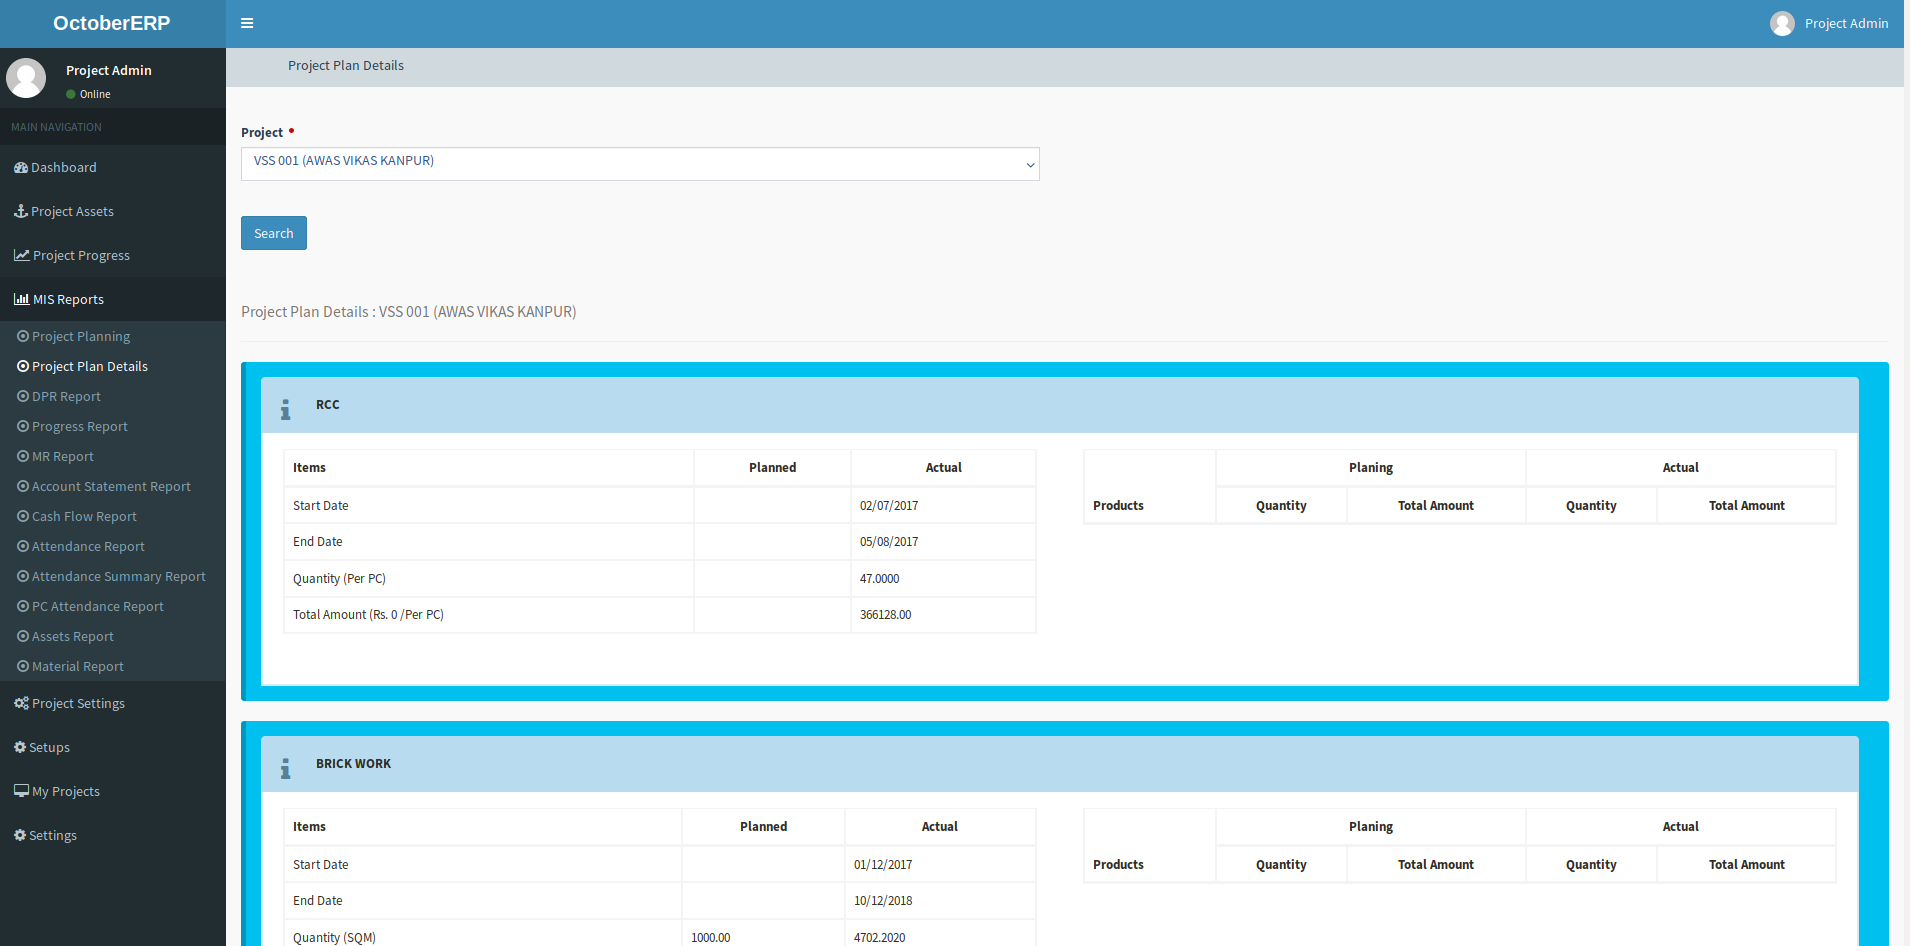 OctoberERP
Project Admin
Project Admin
Online
MAIN NAVIGATION
Dashboard
Project Assets
Project Progress
MIS Reports
Project Planning
Project Plan Details
DPR Report
Progress Report
MR Report
Account Statement Report
Cash Flow Report
Attendance Report
Attendance Summary Report
PC Attendance Report
Assets Report
Material Report
Project Settings
Setups
My Projects
Settings
Project Plan Details
Project •
VSS 001 (AWAS VIKAS KANPUR)
Search
Project Plan Details : VSS 001 (AWAS VIKAS KANPUR)
RCC
Items Planned Actual
Start Date 02/07/2017
End Date 05/08/2017
Quantity (Per PC) 47.0000
Total Amount (Rs. 0 /Per PC) 366128.00
Planing Actual
Products Quantity Total Amount Quantity Total Amount
BRICK WORK
Items Planned Actual
Start Date 01/12/2017
End Date 10/12/2018
Quantity (SQM) 1000.00 4702.2020
Planing Actual
Products Quantity Total Amount Quantity Total Amount